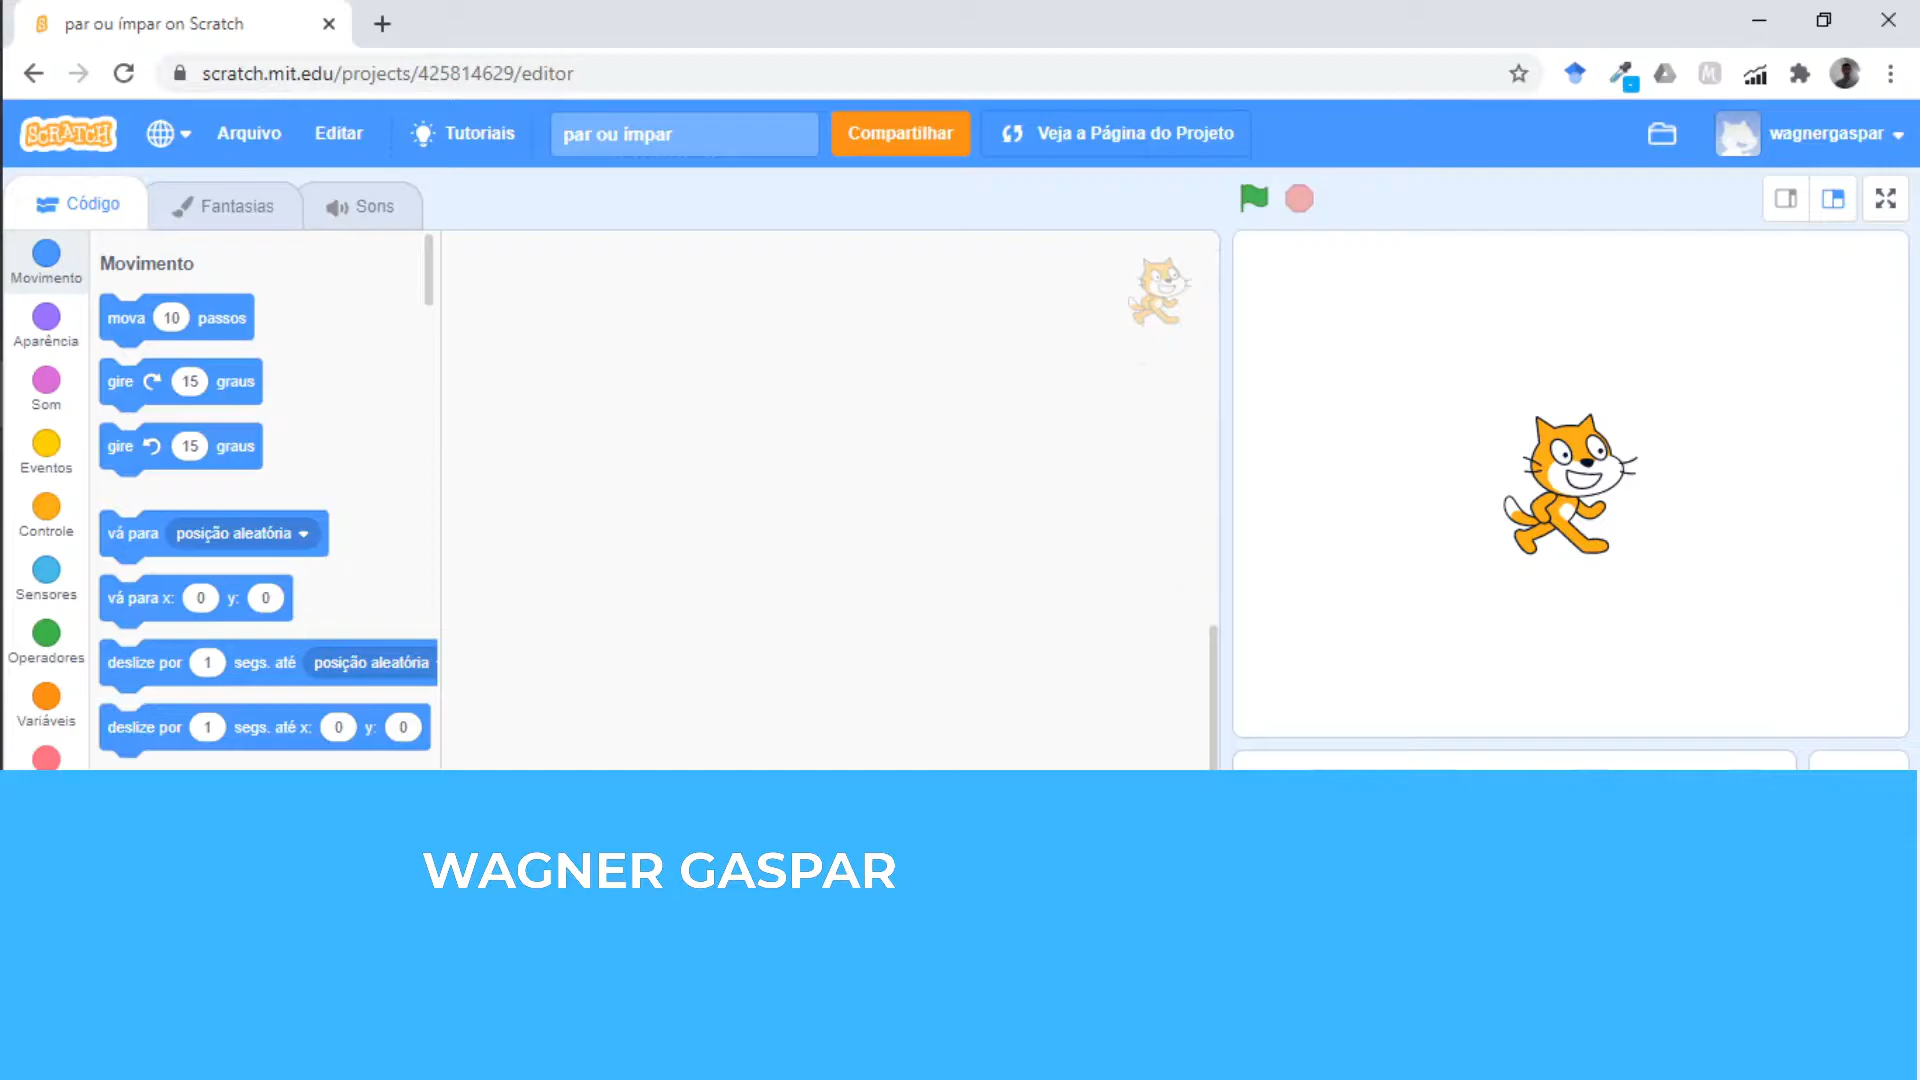 par ou ímpar on Scratch
scratch.mit.edu/projects/425814629/editor
SCRATCH
Arquivo
Editar
Tutoriais
par ou ímpar
Compartilhar
Veja a Página do Projeto
wagnergaspar
Código
Fantasias
Sons
Movimento
Aparência
Som
Eventos
Controle
Sensores
Operadores
Variáveis
Movimento
mova 10 passos
gire 15 graus
gire 15 graus
vá para posição aleatória
vá para x: 0 y: 0
deslize por 1 segs. até posição aleatória
deslize por 1 segs. até x: 0 y: 0
WAGNER GASPAR